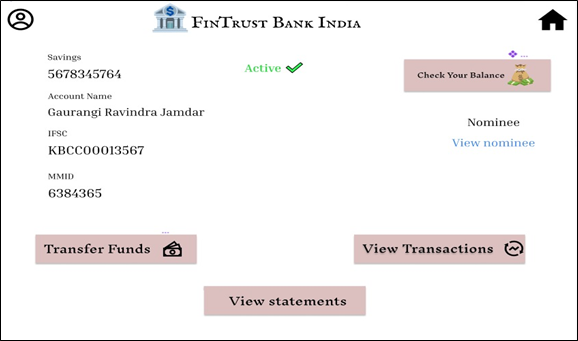 FinTrust Bank India
Savings
5678345764
Active
...
Check Your Balance
Account Name
Gaurangi Ravindra Jamdar
Nominee
IFSC
View nominee
KBCC00013567
MMID
6384365
...
Transfer Funds
View Transactions
View statements